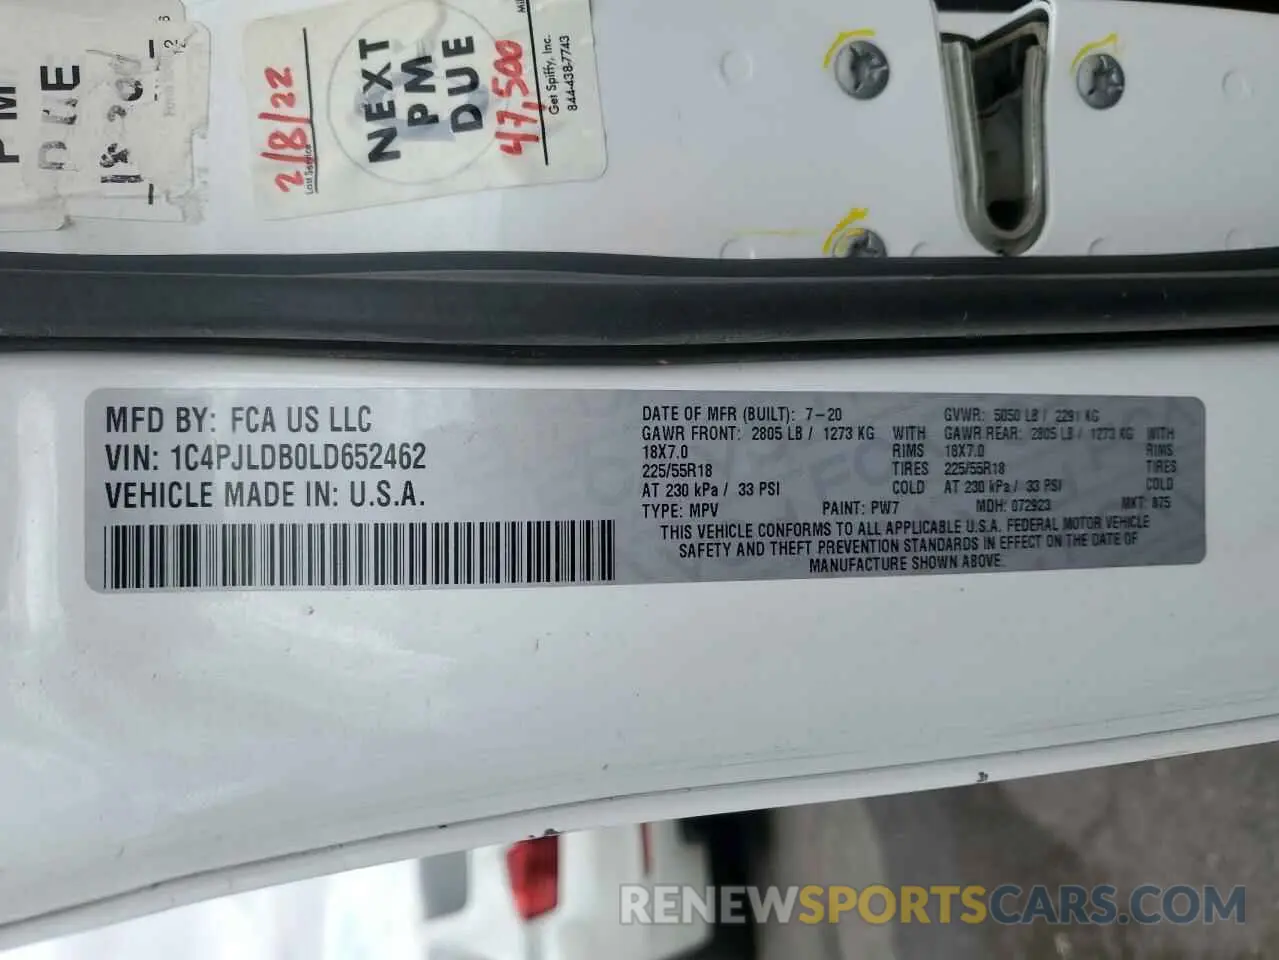 PM
DUE
2/8/22
Last Service
NEXT
PM
DUE
47,500
Get Spiffy, Inc.
844-438-7743
MFD BY: FCA US LLC
VIN: 1C4PJLDB0LD652462
VEHICLE MADE IN: U.S.A.
DATE OF MFR (BUILT): 7-20 GVWR: 5050 LB / 2291 KG
GAWR FRONT: 2805 LB / 1273 KG WITH GAWR REAR: 2805 LB / 1273 KG WITH
18X7.0 RIMS 18X7.0 RIMS
225/55R18 TIRES 225/55R18 TIRES
AT 230 kPa / 33 PSI COLD AT 230 kPa / 33 PSI COLD
TYPE: MPV PAINT: PW7 MDH: 072923 MKT: 875
THIS VEHICLE CONFORMS TO ALL APPLICABLE U.S.A. FEDERAL MOTOR VEHICLE
SAFETY AND THEFT PREVENTION STANDARDS IN EFFECT ON THE DATE OF
MANUFACTURE SHOWN ABOVE.
RENEWSPORTSCARS.COM